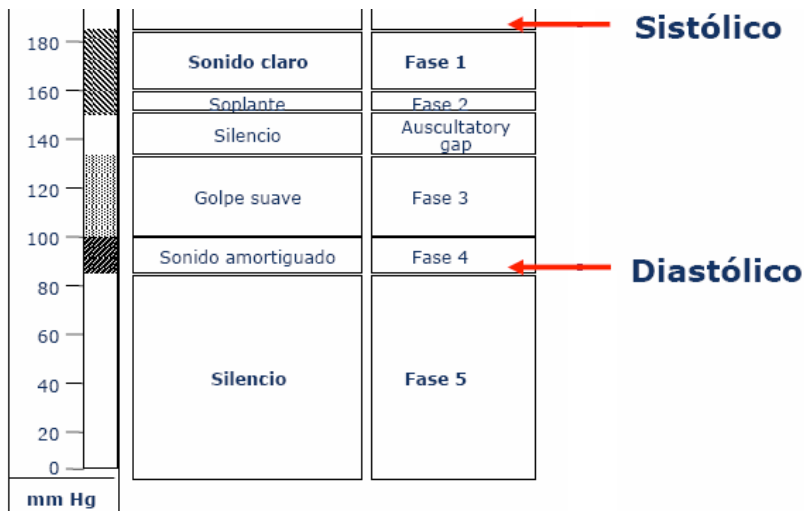 Sistólico
180
Sonido claro Fase 1
160
Soplante Fase 2
140
Silencio Auscultatory
gap
120
Golpe suave Fase 3
100
Sonido amortiguado Fase 4
Diastólico
80
60
40
Silencio Fase 5
20
0
mm Hg